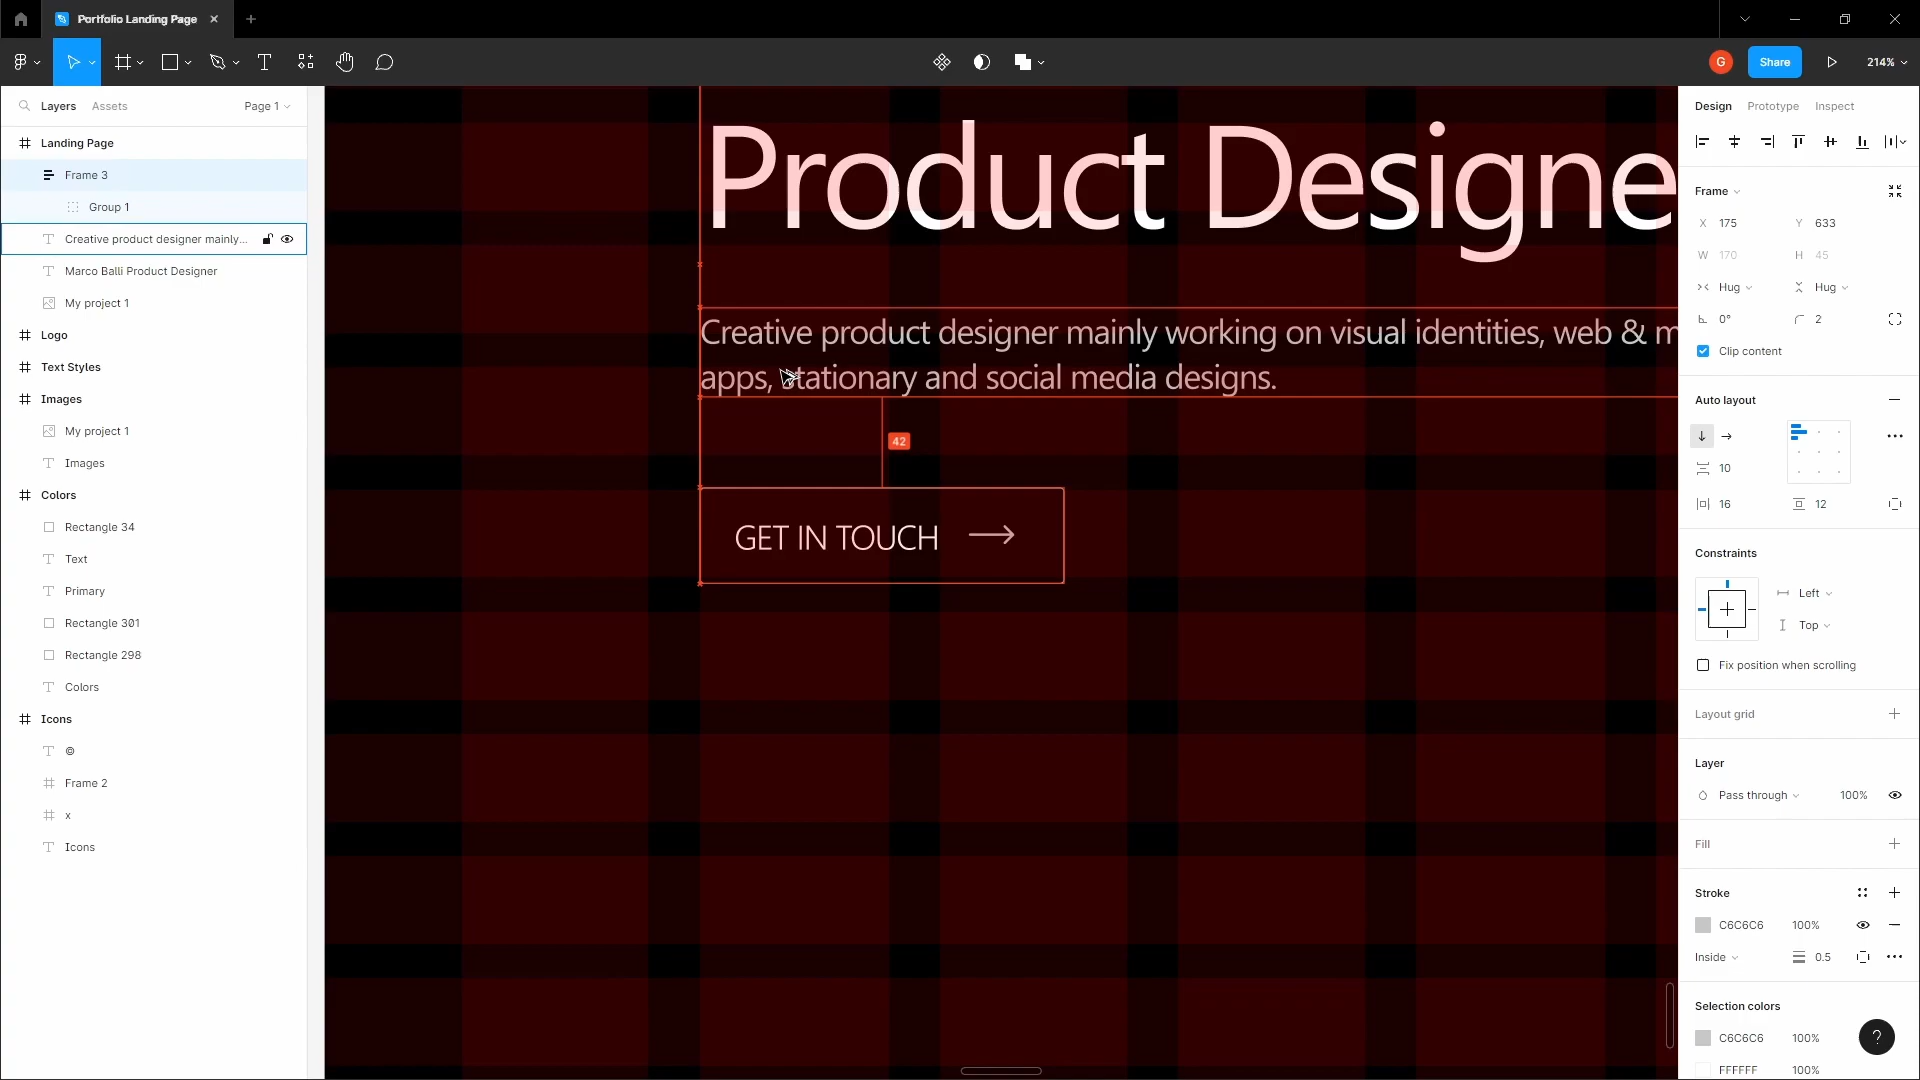 Portfolio Landing Page
G
Share
214%
Layers
Assets
Page 1
Landing Page
Frame 3
Group 1
Creative product designer mainly...
Marco Balli Product Designer
My project 1
Logo
Text Styles
Images
My project 1
Images
Colors
Rectangle 34
Text
Primary
Rectangle 301
Rectangle 298
Colors
Icons
©
Frame 2
x
Icons
Product Designe
Creative product designer mainly working on visual identities, web & m
apps, stationary and social media designs.
42
GET IN TOUCH
Design
Prototype
Inspect
Frame
X 175
Y 633
W 170
H 45
Hug
Hug
0°
2
Clip content
Auto layout
10
16
12
Constraints
Left
Top
Fix position when scrolling
Layout grid
Layer
Pass through
100%
Fill
Stroke
C6C6C6
100%
Inside
0.5
Selection colors
C6C6C6
100%
FFFFFF
100%
?